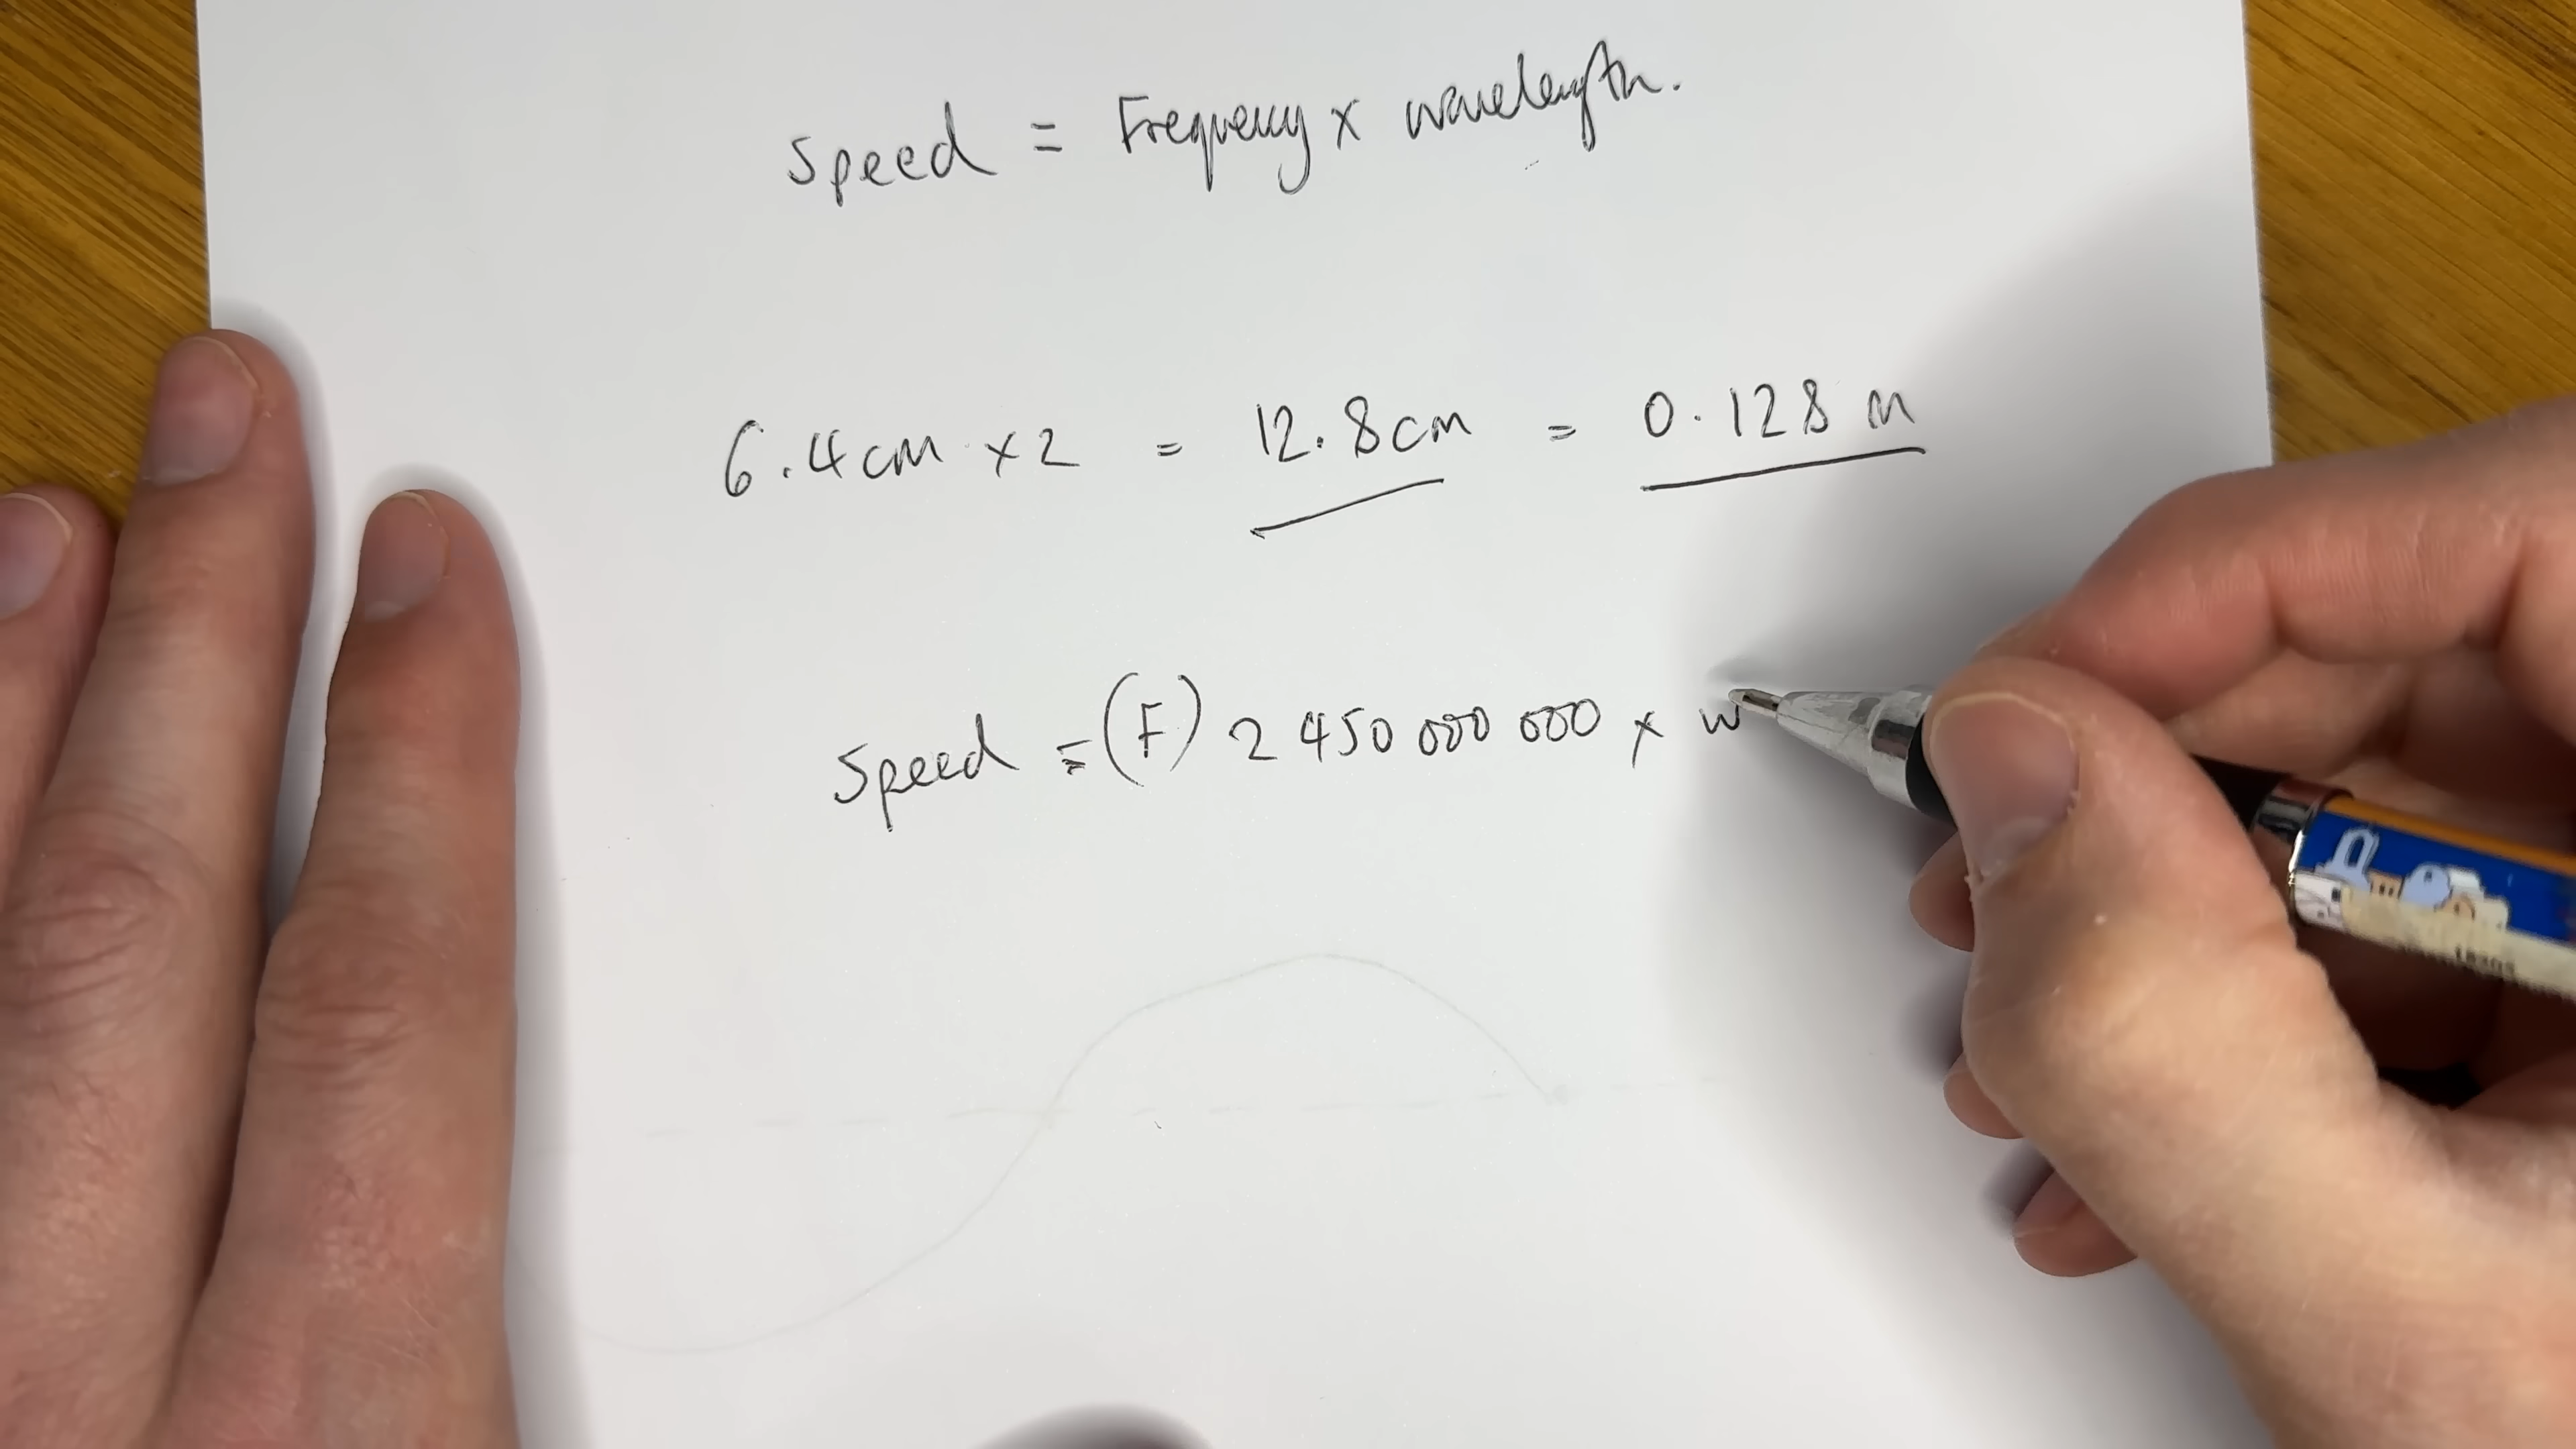 Speed = Frequency x wavelength.
6.4cm x2 = 12.8cm = 0.128 m
Speed = (F) 2 450 000 000 x w